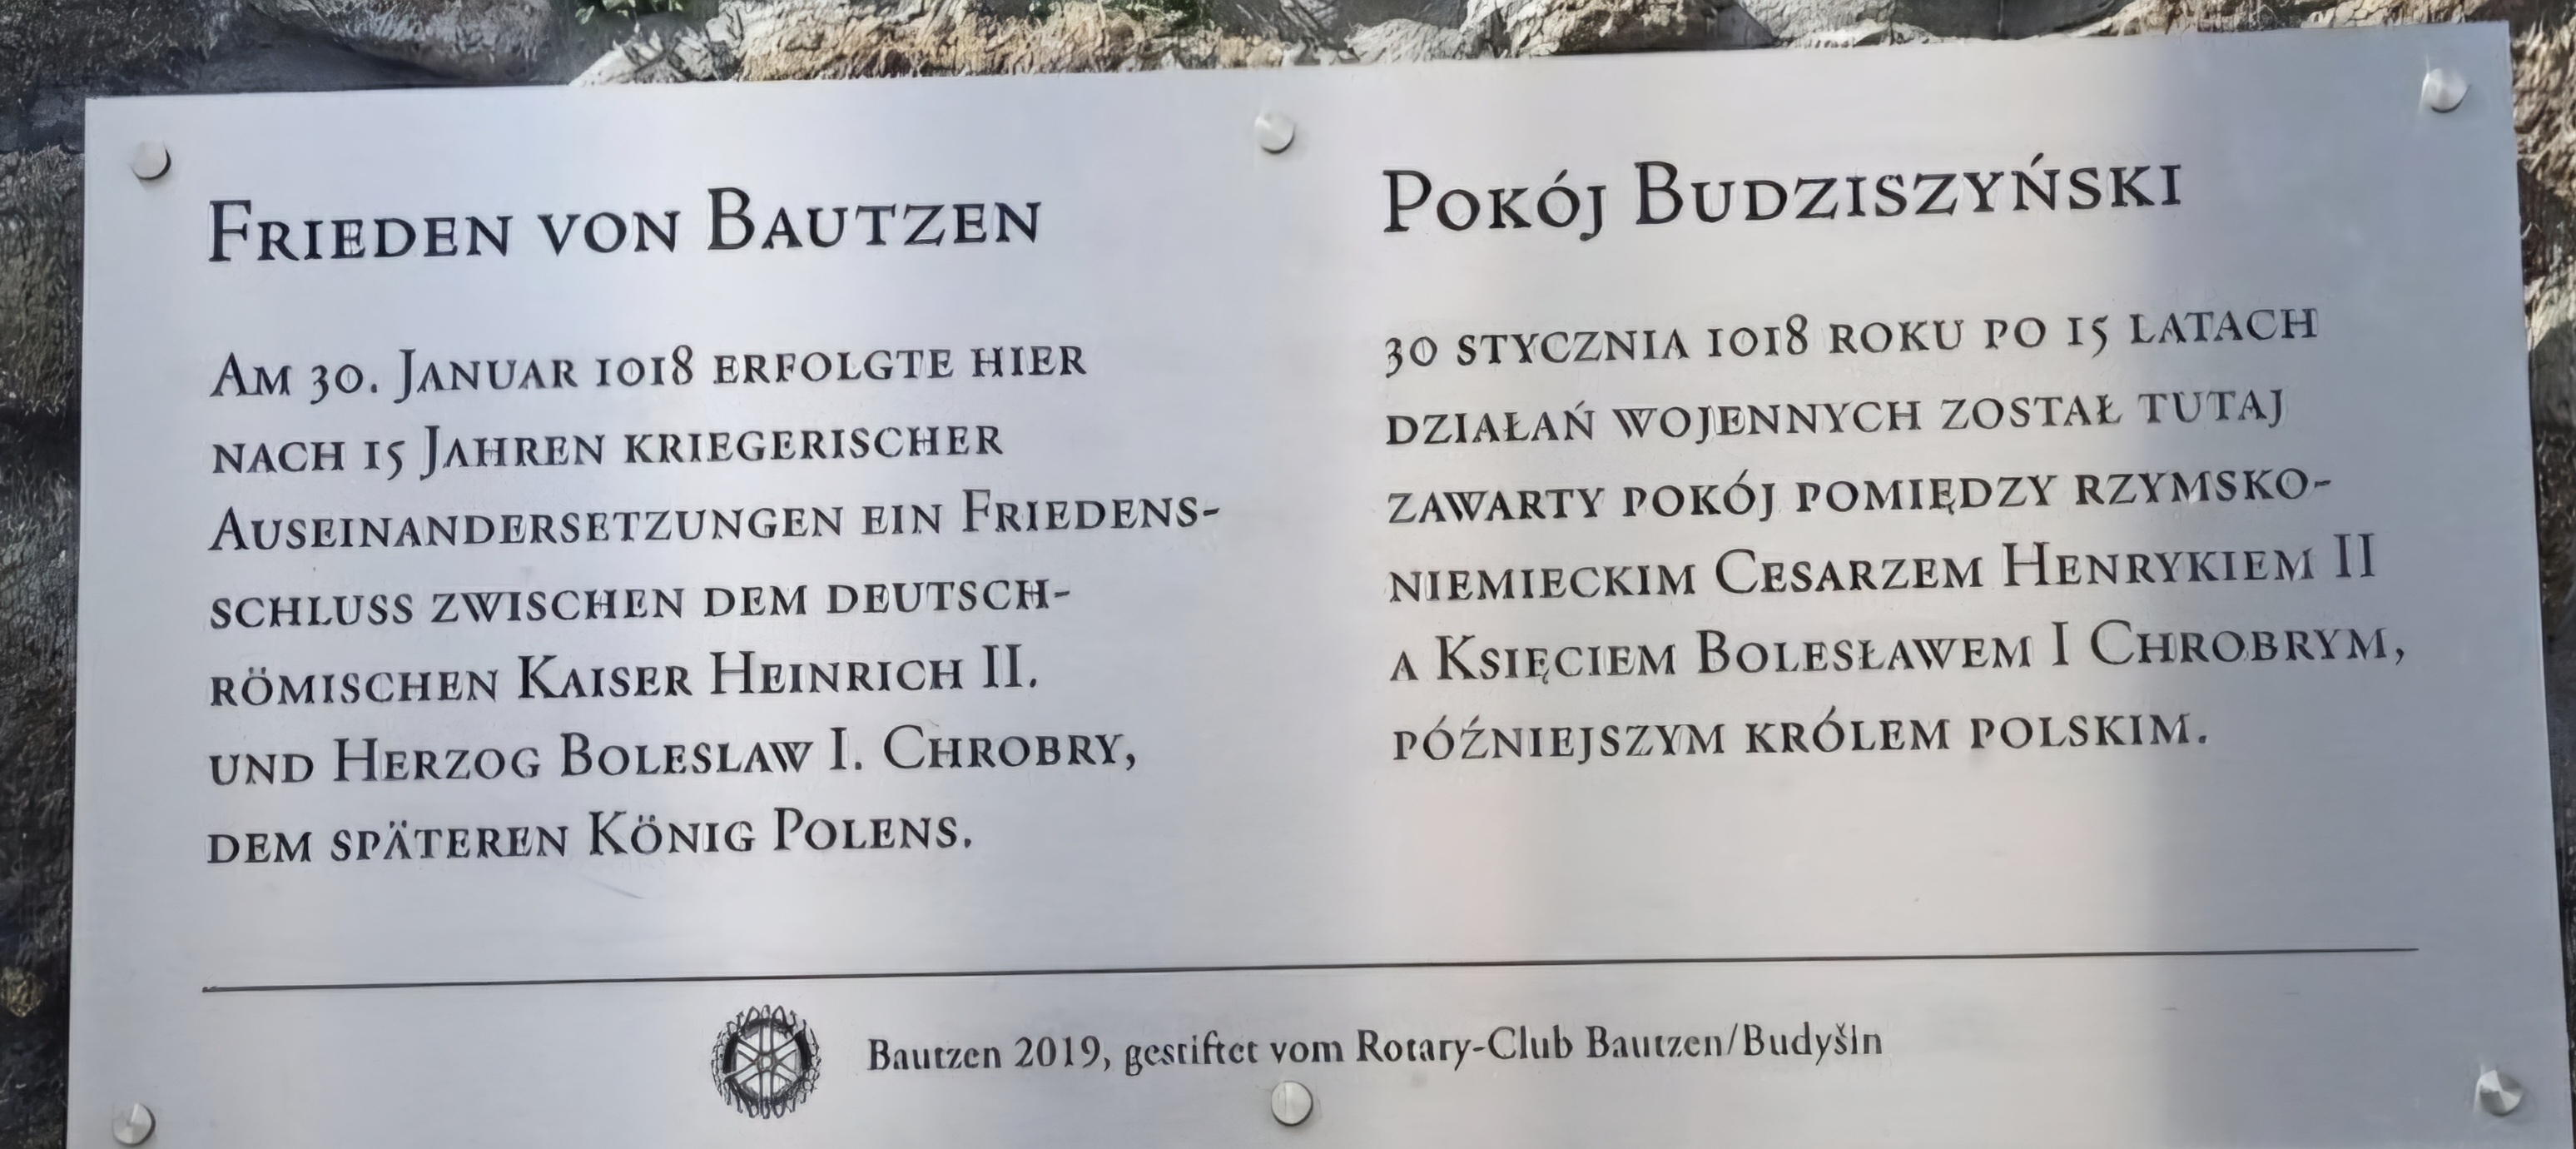 Frieden von Bautzen
Am 30. Januar 1018 erfolgte hier
nach 15 Jahren kriegerischer
Auseinandersetzungen ein Friedens-
schluss zwischen dem deutsch-
römischen Kaiser Heinrich II.
und Herzog Boleslaw I. Chrobry,
dem späteren König Polens.
Pokój Budziszyński
30 stycznia 1018 roku po 15 latach
działań wojennych został tutaj
zawarty pokój pomiędzy rzymsko-
niemieckim Cesarzem Henrykiem II
a Księciem Bolesławem I Chrobrym,
późniejszym królem polskim.
Bautzen 2019, gestiftet vom Rotary-Club Bautzen/Budyšin